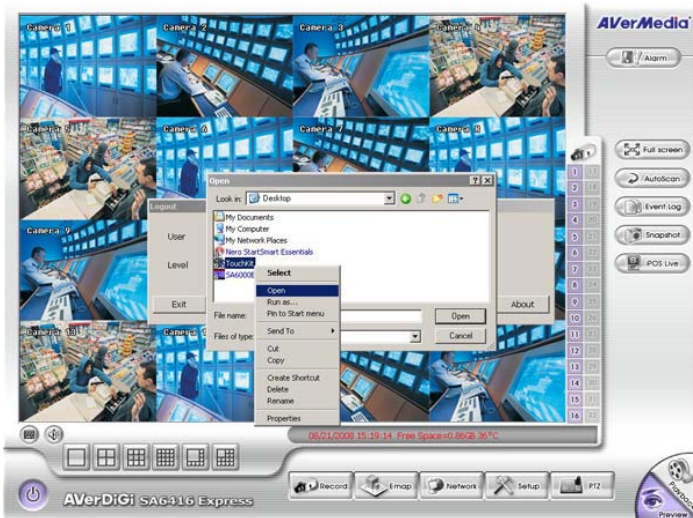 AVerMedia
Camera 1
Camera 2
Camera 3
Camera 4
Alarm
Camera 5
Camera 6
Camera 7
Camera 8
Full screen
AutoScan
Event Log
Snapshot
POS Live
Open
Look in:
Desktop
My Documents
My Computer
My Network Places
Nero StartSmart Essentials
TouchKit
Logout
User
Level
Exit
About
Camera 9
Select
Open
Run as...
Pin to Start menu
Send To
Cut
Copy
Create Shortcut
Delete
Rename
Properties
File name:
Open
Files of type:
Cancel
1
2
3
4
5
6
7
8
9
10
11
12
13
14
15
16
08/21/2008 15:19:14 Free Space=0.86GB 36°C
AVerDiGi SA6416 Express
Record
Emap
Network
Setup
PTZ
Playback
Preview